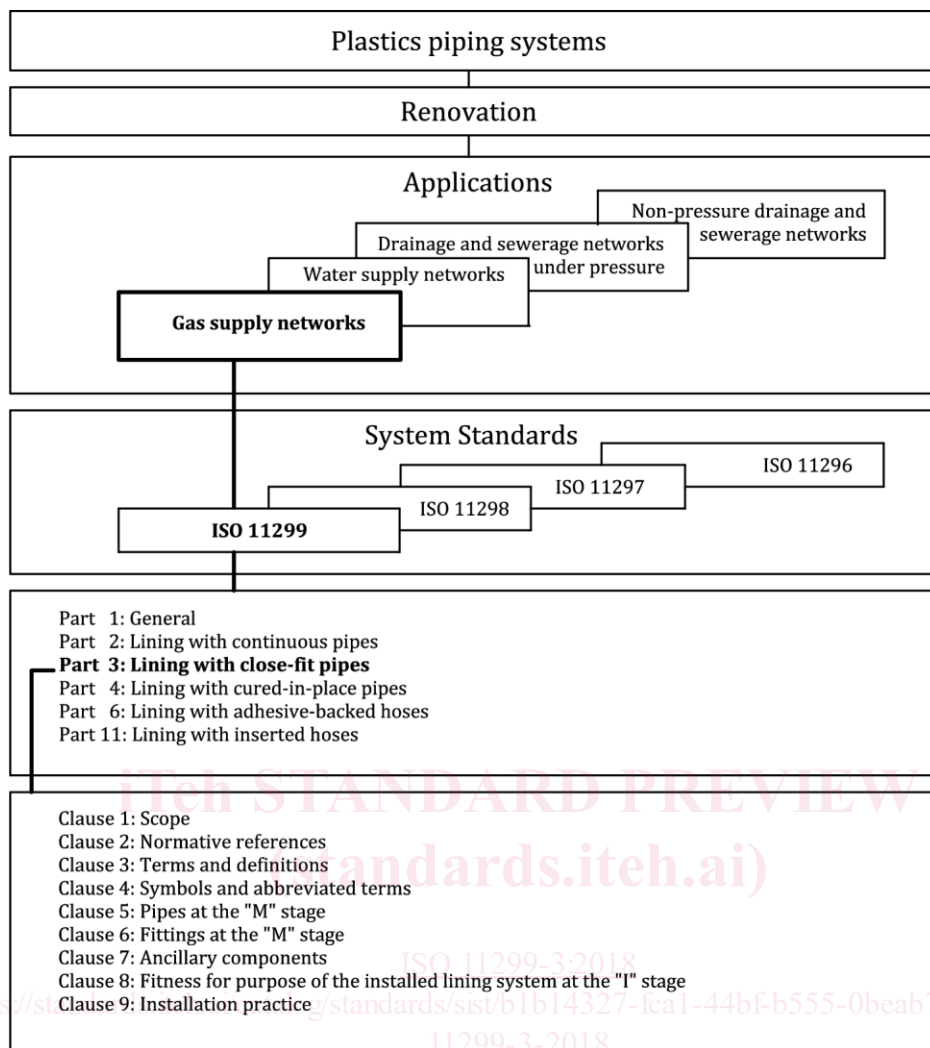 Plastics piping systems
Renovation
Applications
Non-pressure drainage and
sewerage networks
Drainage and sewerage networks
under pressure
Water supply networks
Gas supply networks
System Standards
ISO 11296
ISO 11297
ISO 11298
ISO 11299
Part 1: General
Part 2: Lining with continuous pipes
Part 3: Lining with close-fit pipes
Part 4: Lining with cured-in-place pipes
Part 6: Lining with adhesive-backed hoses
Part 11: Lining with inserted hoses
iTeh STANDARD PREVIEW
(standards.iteh.ai)
Clause 1: Scope
Clause 2: Normative references
Clause 3: Terms and definitions
Clause 4: Symbols and abbreviated terms
Clause 5: Pipes at the "M" stage
Clause 6: Fittings at the "M" stage
Clause 7: Ancillary components
ISO 11299-3:2018
Clause 8: Fitness for purpose of the installed lining system at the "I" stage
Clause 9: Installation practice
g/standards/sist/b1b14327-fca1-44bf-b555-0beab
11299-3-2018